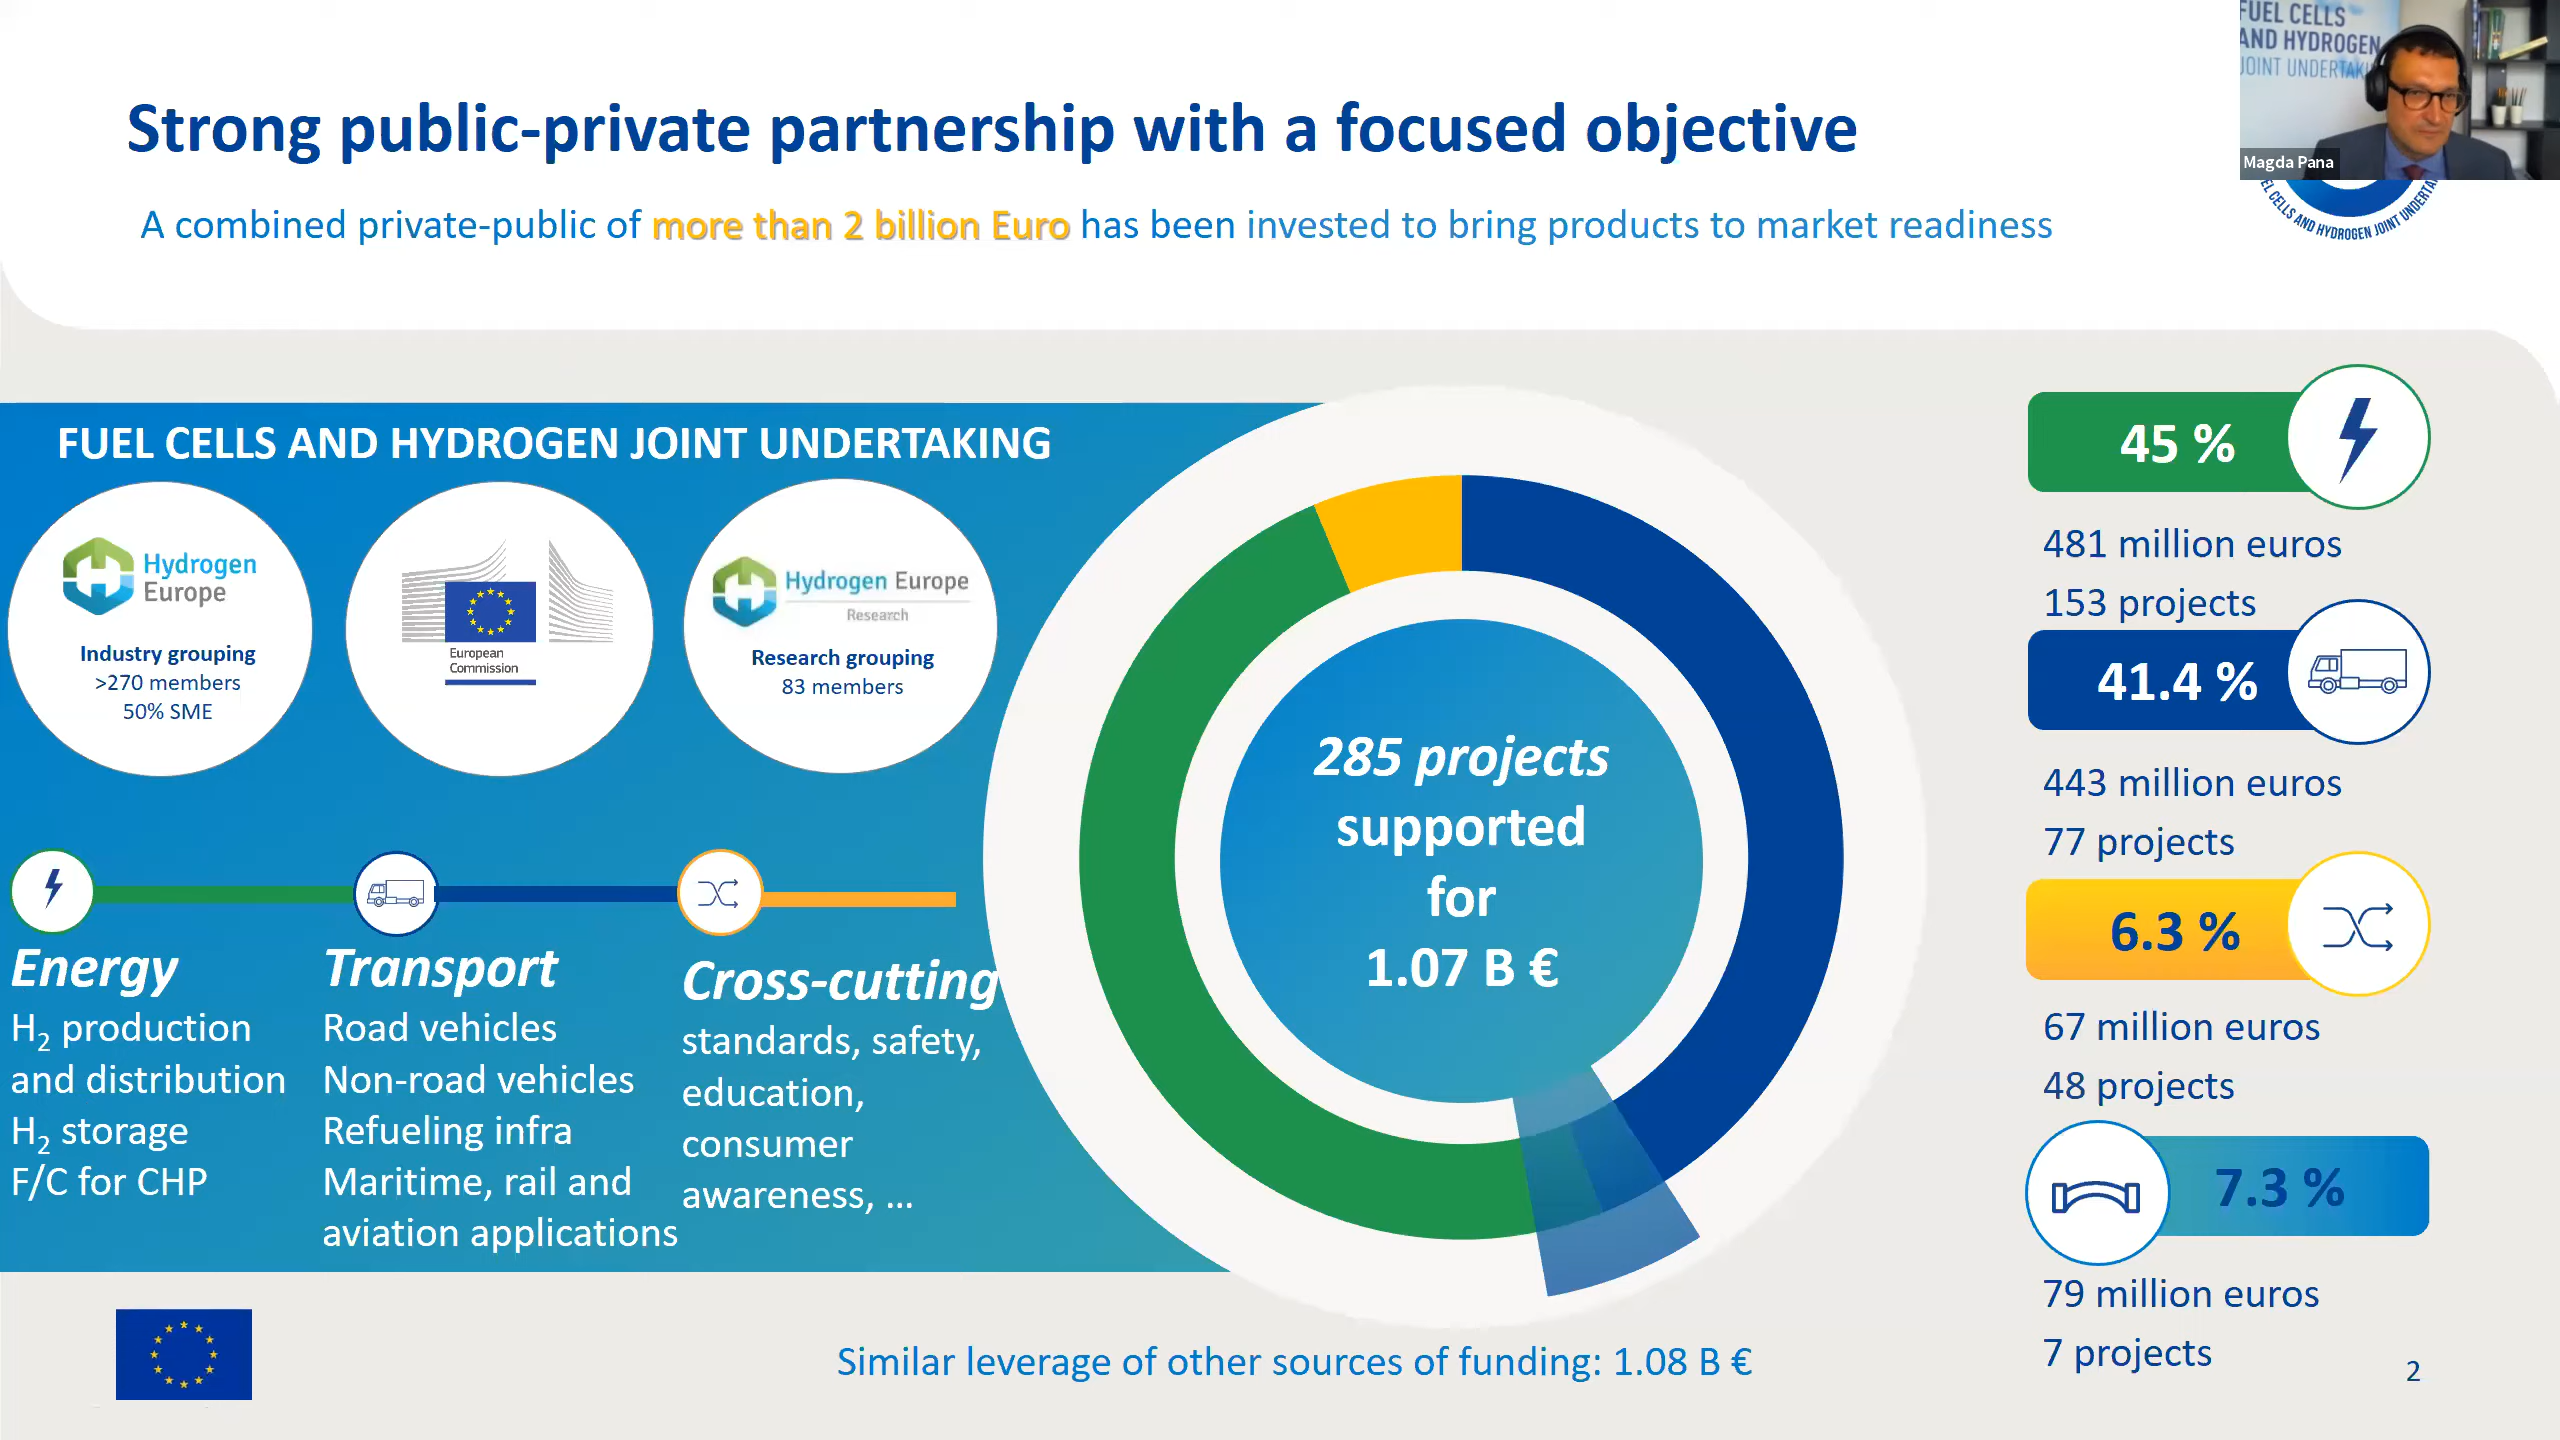 FUEL CELLS
AND HYDROGEN
JOINT UNDERTAKI
Magda Pana
Strong public-private partnership with a focused objective
A combined private-public of more than 2 billion Euro has been invested to bring products to market readiness
EL CELLS AND HYDROGEN JOINT UNDERTA
FUEL CELLS AND HYDROGEN JOINT UNDERTAKING
Hydrogen
Europe
Industry grouping
>270 members
50% SME
European
Commission
Hydrogen Europe
Research
Research grouping
83 members
Energy
H₂ production
and distribution
H₂ storage
F/C for CHP
Transport
Road vehicles
Non-road vehicles
Refueling infra
Maritime, rail and
aviation applications
Cross-cutting
standards, safety,
education,
consumer
awareness, ...
285 projects
supported
for
1.07 B €
45 %
481 million euros
153 projects
41.4 %
443 million euros
77 projects
6.3 %
67 million euros
48 projects
7.3 %
79 million euros
7 projects
Similar leverage of other sources of funding: 1.08 B €
2